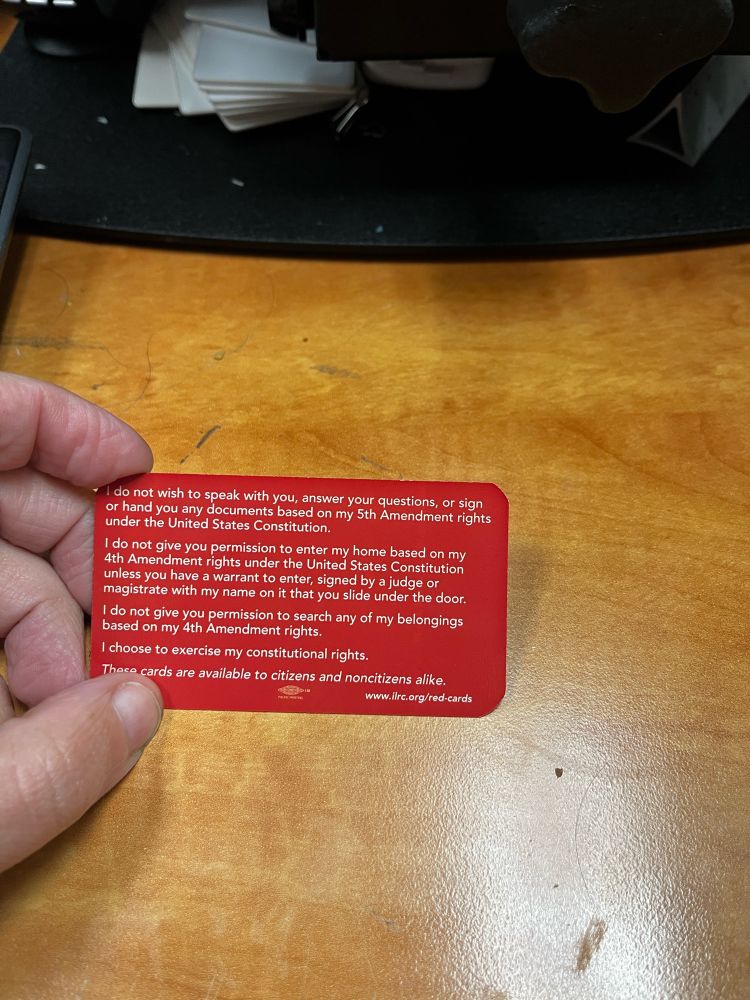 I do not wish to speak with you, answer your questions, or sign
or hand you any documents based on my 5th Amendment rights
under the United States Constitution.
I do not give you permission to enter my home based on my
4th Amendment rights under the United States Constitution
unless you have a warrant to enter, signed by a judge or
magistrate with my name on it that you slide under the door.
I do not give you permission to search any of my belongings
based on my 4th Amendment rights.
I choose to exercise my constitutional rights.
These cards are available to citizens and noncitizens alike.
www.ilrc.org/red-cards